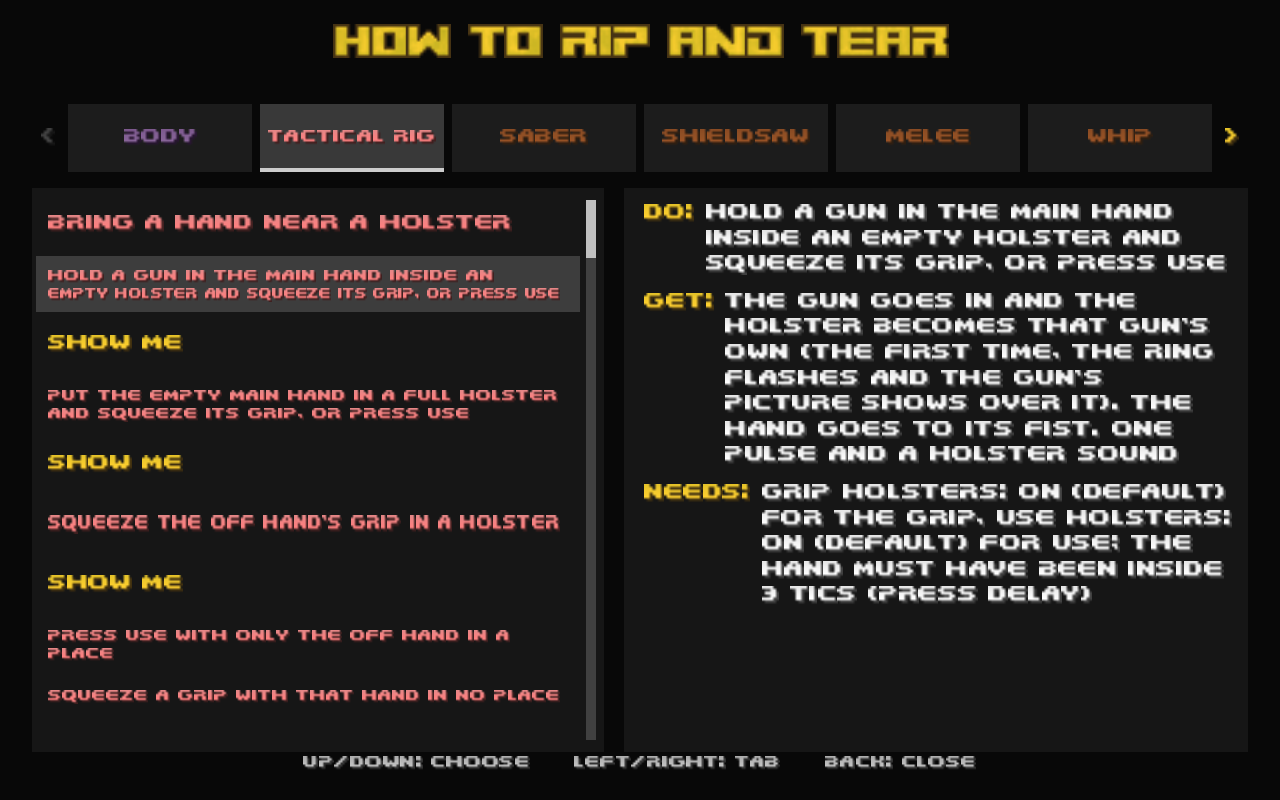 HOW TO RIP AND TEAR
< BODY TACTICAL RIG SABER SHIELDSAW MELEE WHIP >
BRING A HAND NEAR A HOLSTER
HOLD A GUN IN THE MAIN HAND INSIDE AN
EMPTY HOLSTER AND SQUEEZE ITS GRIP, OR PRESS USE
SHOW ME
PUT THE EMPTY MAIN HAND IN A FULL HOLSTER
AND SQUEEZE ITS GRIP, OR PRESS USE
SHOW ME
SQUEEZE THE OFF HAND'S GRIP IN A HOLSTER
SHOW ME
PRESS USE WITH ONLY THE OFF HAND IN A
PLACE
SQUEEZE A GRIP WITH THAT HAND IN NO PLACE
DO: HOLD A GUN IN THE MAIN HAND
INSIDE AN EMPTY HOLSTER AND
SQUEEZE ITS GRIP, OR PRESS USE
GET: THE GUN GOES IN AND THE
HOLSTER BECOMES THAT GUN'S
OWN (THE FIRST TIME, THE RING
FLASHES AND THE GUN'S
PICTURE SHOWS OVER IT). THE
HAND GOES TO ITS FIST. ONE
PULSE AND A HOLSTER SOUND
NEEDS: GRIP HOLSTERS: ON (DEFAULT)
FOR THE GRIP, USE HOLSTERS:
ON (DEFAULT) FOR USE; THE
HAND MUST HAVE BEEN INSIDE
3 TICS (PRESS DELAY)
UP/DOWN: CHOOSE LEFT/RIGHT: TAB BACK: CLOSE